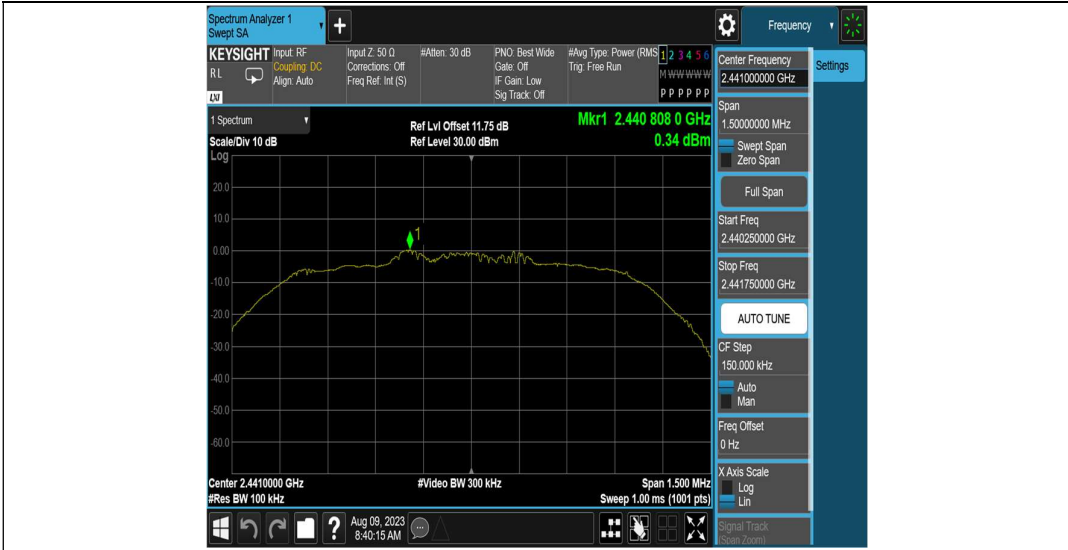 Spectrum Analyzer 1
Swept SA
+
Frequency
KEYSIGHT
RL
LXI
Input: RF
Coupling: DC
Align: Auto
Input Z: 50 Ω
Corrections: Off
Freq Ref: Int (S)
#Atten: 30 dB
PNO: Best Wide
Gate: Off
IF Gain: Low
Sig Track: Off
#Avg Type: Power (RMS
Trig: Free Run
1 2 3 4 5 6
M W W W W W
P P P P P P
1 Spectrum
Scale/Div 10 dB
Log
Ref Lvl Offset 11.75 dB
Ref Level 30.00 dBm
Mkr1 2.440 808 0 GHz
0.34 dBm
20.0
10.0
0.00
-10.0
-20.0
-30.0
-40.0
-50.0
-60.0
1
Center 2.4410000 GHz
#Res BW 100 kHz
#Video BW 300 kHz
Span 1.500 MHz
Sweep 1.00 ms (1001 pts)
Aug 09, 2023
8:40:15 AM
Center Frequency
2.441000000 GHz
Span
1.50000000 MHz
Swept Span
Zero Span
Full Span
Start Freq
2.440250000 GHz
Stop Freq
2.441750000 GHz
AUTO TUNE
CF Step
150.000 kHz
Auto
Man
Freq Offset
0 Hz
X Axis Scale
Log
Lin
Signal Track
(Span Zoom)
Settings